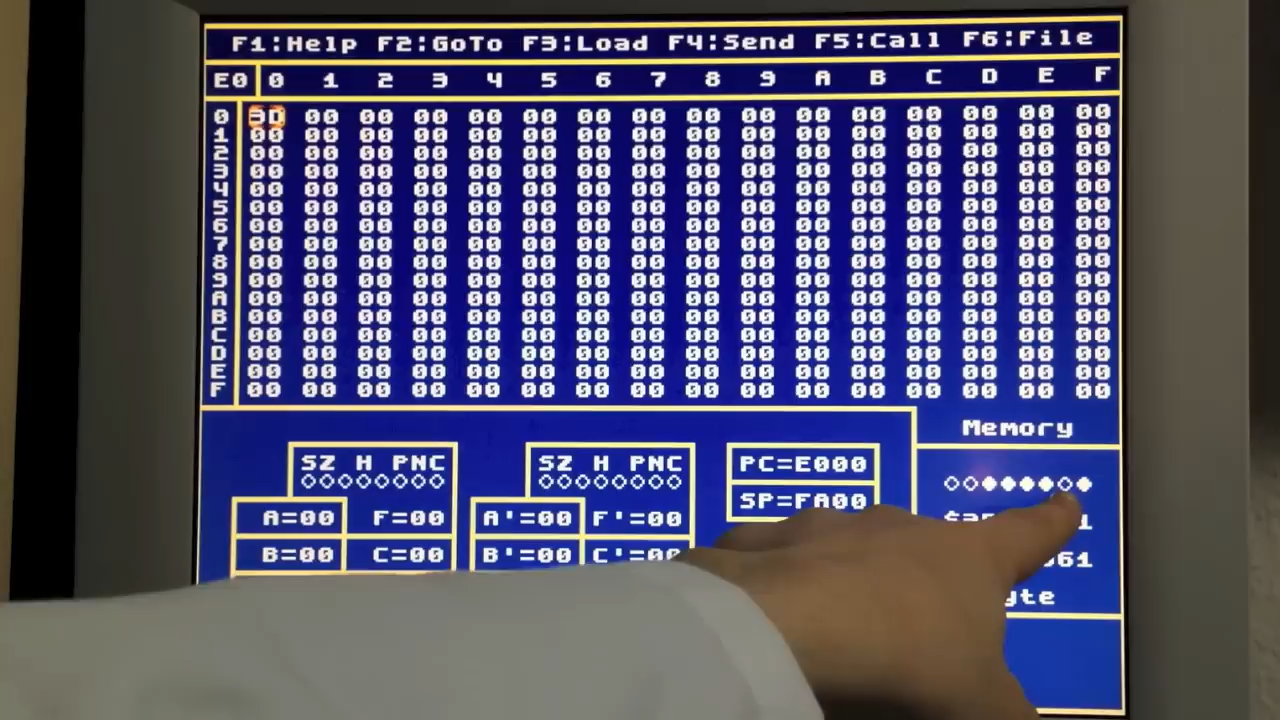 F1:Help F2:GoTo F3:Load F4:Send F5:Call F6:File
E0 0 1 2 3 4 5 6 7 8 9 A B C D E F
0 3D 00 00 00 00 00 00 00 00 00 00 00 00 00 00 00
1 00 00 00 00 00 00 00 00 00 00 00 00 00 00 00 00
2 00 00 00 00 00 00 00 00 00 00 00 00 00 00 00 00
3 00 00 00 00 00 00 00 00 00 00 00 00 00 00 00 00
4 00 00 00 00 00 00 00 00 00 00 00 00 00 00 00 00
5 00 00 00 00 00 00 00 00 00 00 00 00 00 00 00 00
6 00 00 00 00 00 00 00 00 00 00 00 00 00 00 00 00
7 00 00 00 00 00 00 00 00 00 00 00 00 00 00 00 00
8 00 00 00 00 00 00 00 00 00 00 00 00 00 00 00 00
9 00 00 00 00 00 00 00 00 00 00 00 00 00 00 00 00
A 00 00 00 00 00 00 00 00 00 00 00 00 00 00 00 00
B 00 00 00 00 00 00 00 00 00 00 00 00 00 00 00 00
C 00 00 00 00 00 00 00 00 00 00 00 00 00 00 00 00
D 00 00 00 00 00 00 00 00 00 00 00 00 00 00 00 00
E 00 00 00 00 00 00 00 00 00 00 00 00 00 00 00 00
F 00 00 00 00 00 00 00 00 00 00 00 00 00 00 00 00
Memory
SZ H PNC SZ H PNC PC=E000
SP=FA00
A=00 F=00 A'=00 F'=00
B=00 C=00 B'=00 C'=00